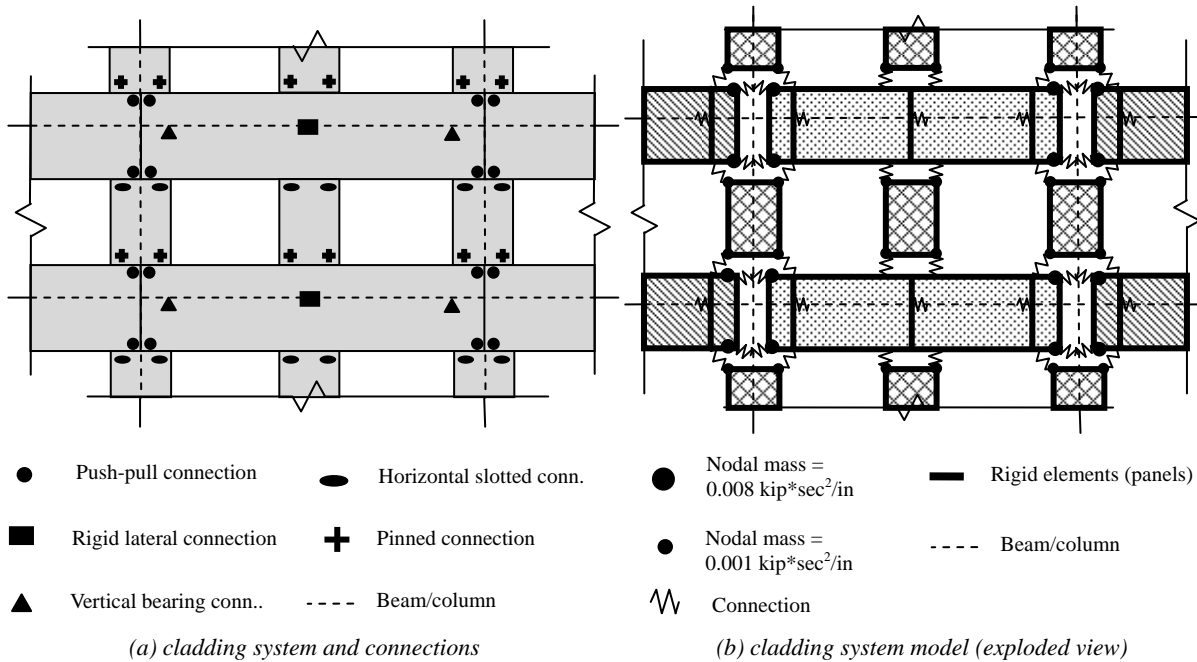 Push-pull connection
Horizontal slotted conn.
Rigid lateral connection
Pinned connection
Vertical bearing conn..
Beam/column
(a) cladding system and connections
Nodal mass =
0.008 kip*sec²/in
Rigid elements (panels)
Nodal mass =
0.001 kip*sec²/in
Beam/column
Connection
(b) cladding system model (exploded view)